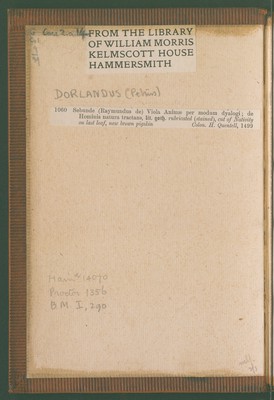 FROM THE LIBRARY
OF WILLIAM MORRIS
KELMSCOTT HOUSE
HAMMERSMITH
DORLANDUS (Petrus)
1060 Sabunde (Raymundus de) Viola Animae per modum dyalogi; de
Hominis natura tractans, lit. goth. rubricated (stained), cut of Nativity
on last leaf, new brown pigskin Colon. H. Quentell, 1499
Hain* 14070
Proctor 1356
B.M. I, 290